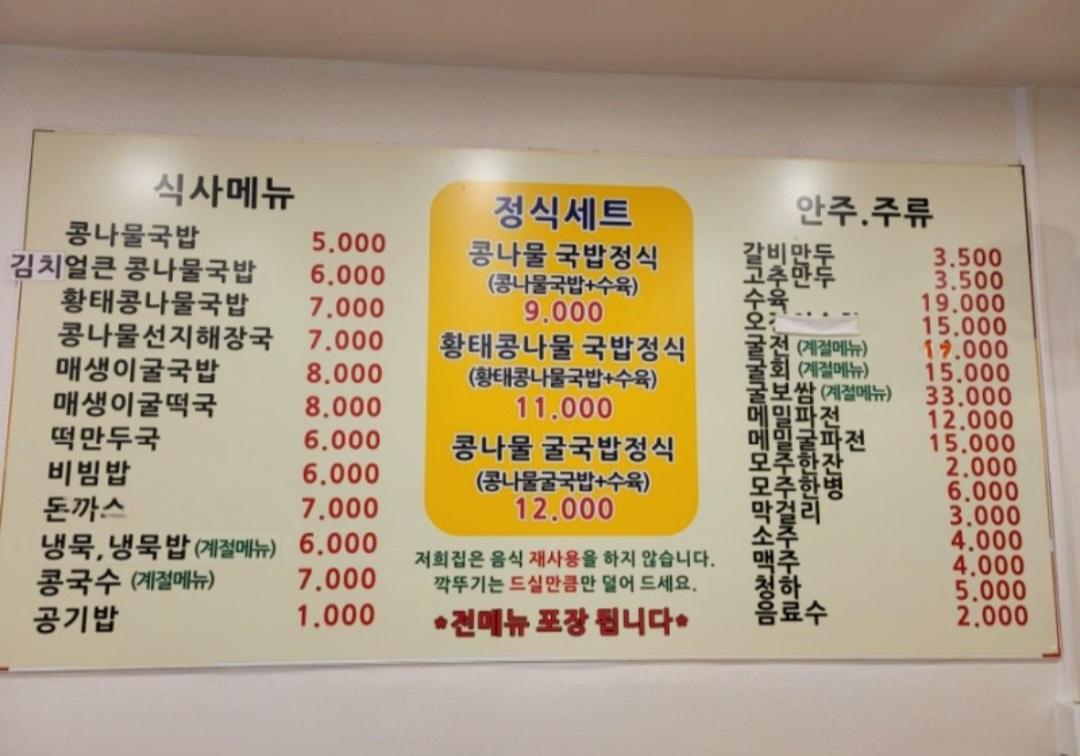 식사메뉴
콩나물국밥 5.000
김치얼큰 콩나물국밥 6.000
황태콩나물국밥 7.000
콩나물선지해장국 7.000
매생이굴국밥 8.000
매생이굴떡국 8.000
떡만두국 6.000
비빔밥 6.000
돈까스 7.000
냉묵,냉묵밥 (계절메뉴) 6.000
콩국수 (계절메뉴) 7.000
공기밥 1.000
정식세트
콩나물 국밥정식
(콩나물국밥+수육)
9.000
황태콩나물 국밥정식
(황태콩나물국밥+수육)
11.000
콩나물 굴국밥정식
(콩나물굴국밥+수육)
12.000
저희집은 음식 재사용을 하지 않습니다.
깍뚜기는 드실만큼만 덜어 드세요.
*전메뉴 포장 됩니다*
안주.주류
갈비만두 3.500
고추만두 3.500
수육 19.000
15.000
굴전 (계절메뉴)
굴회 (계절메뉴) 15.000
굴보쌈 (계절메뉴) 33.000
메밀파전 12.000
메밀굴파전 15.000
모주한잔 2.000
모주한병 6.000
막걸리 3.000
소주 4.000
맥주 4.000
청하 5.000
음료수 2.000